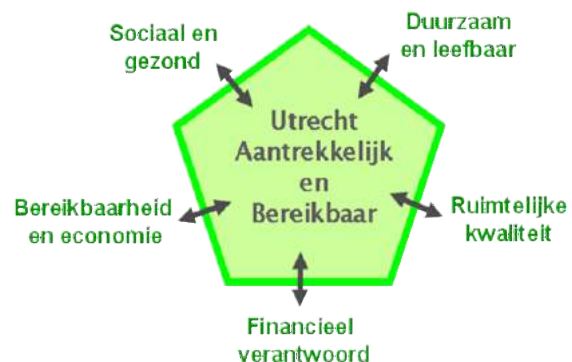 Sociaal en
gezond
Duurzaam
en leefbaar
Utrecht
Aantrekkelijk
en
Bereikbaar
Bereikbaarheid
en economie
Ruimtelijke
kwaliteit
Financieel
verantwoord